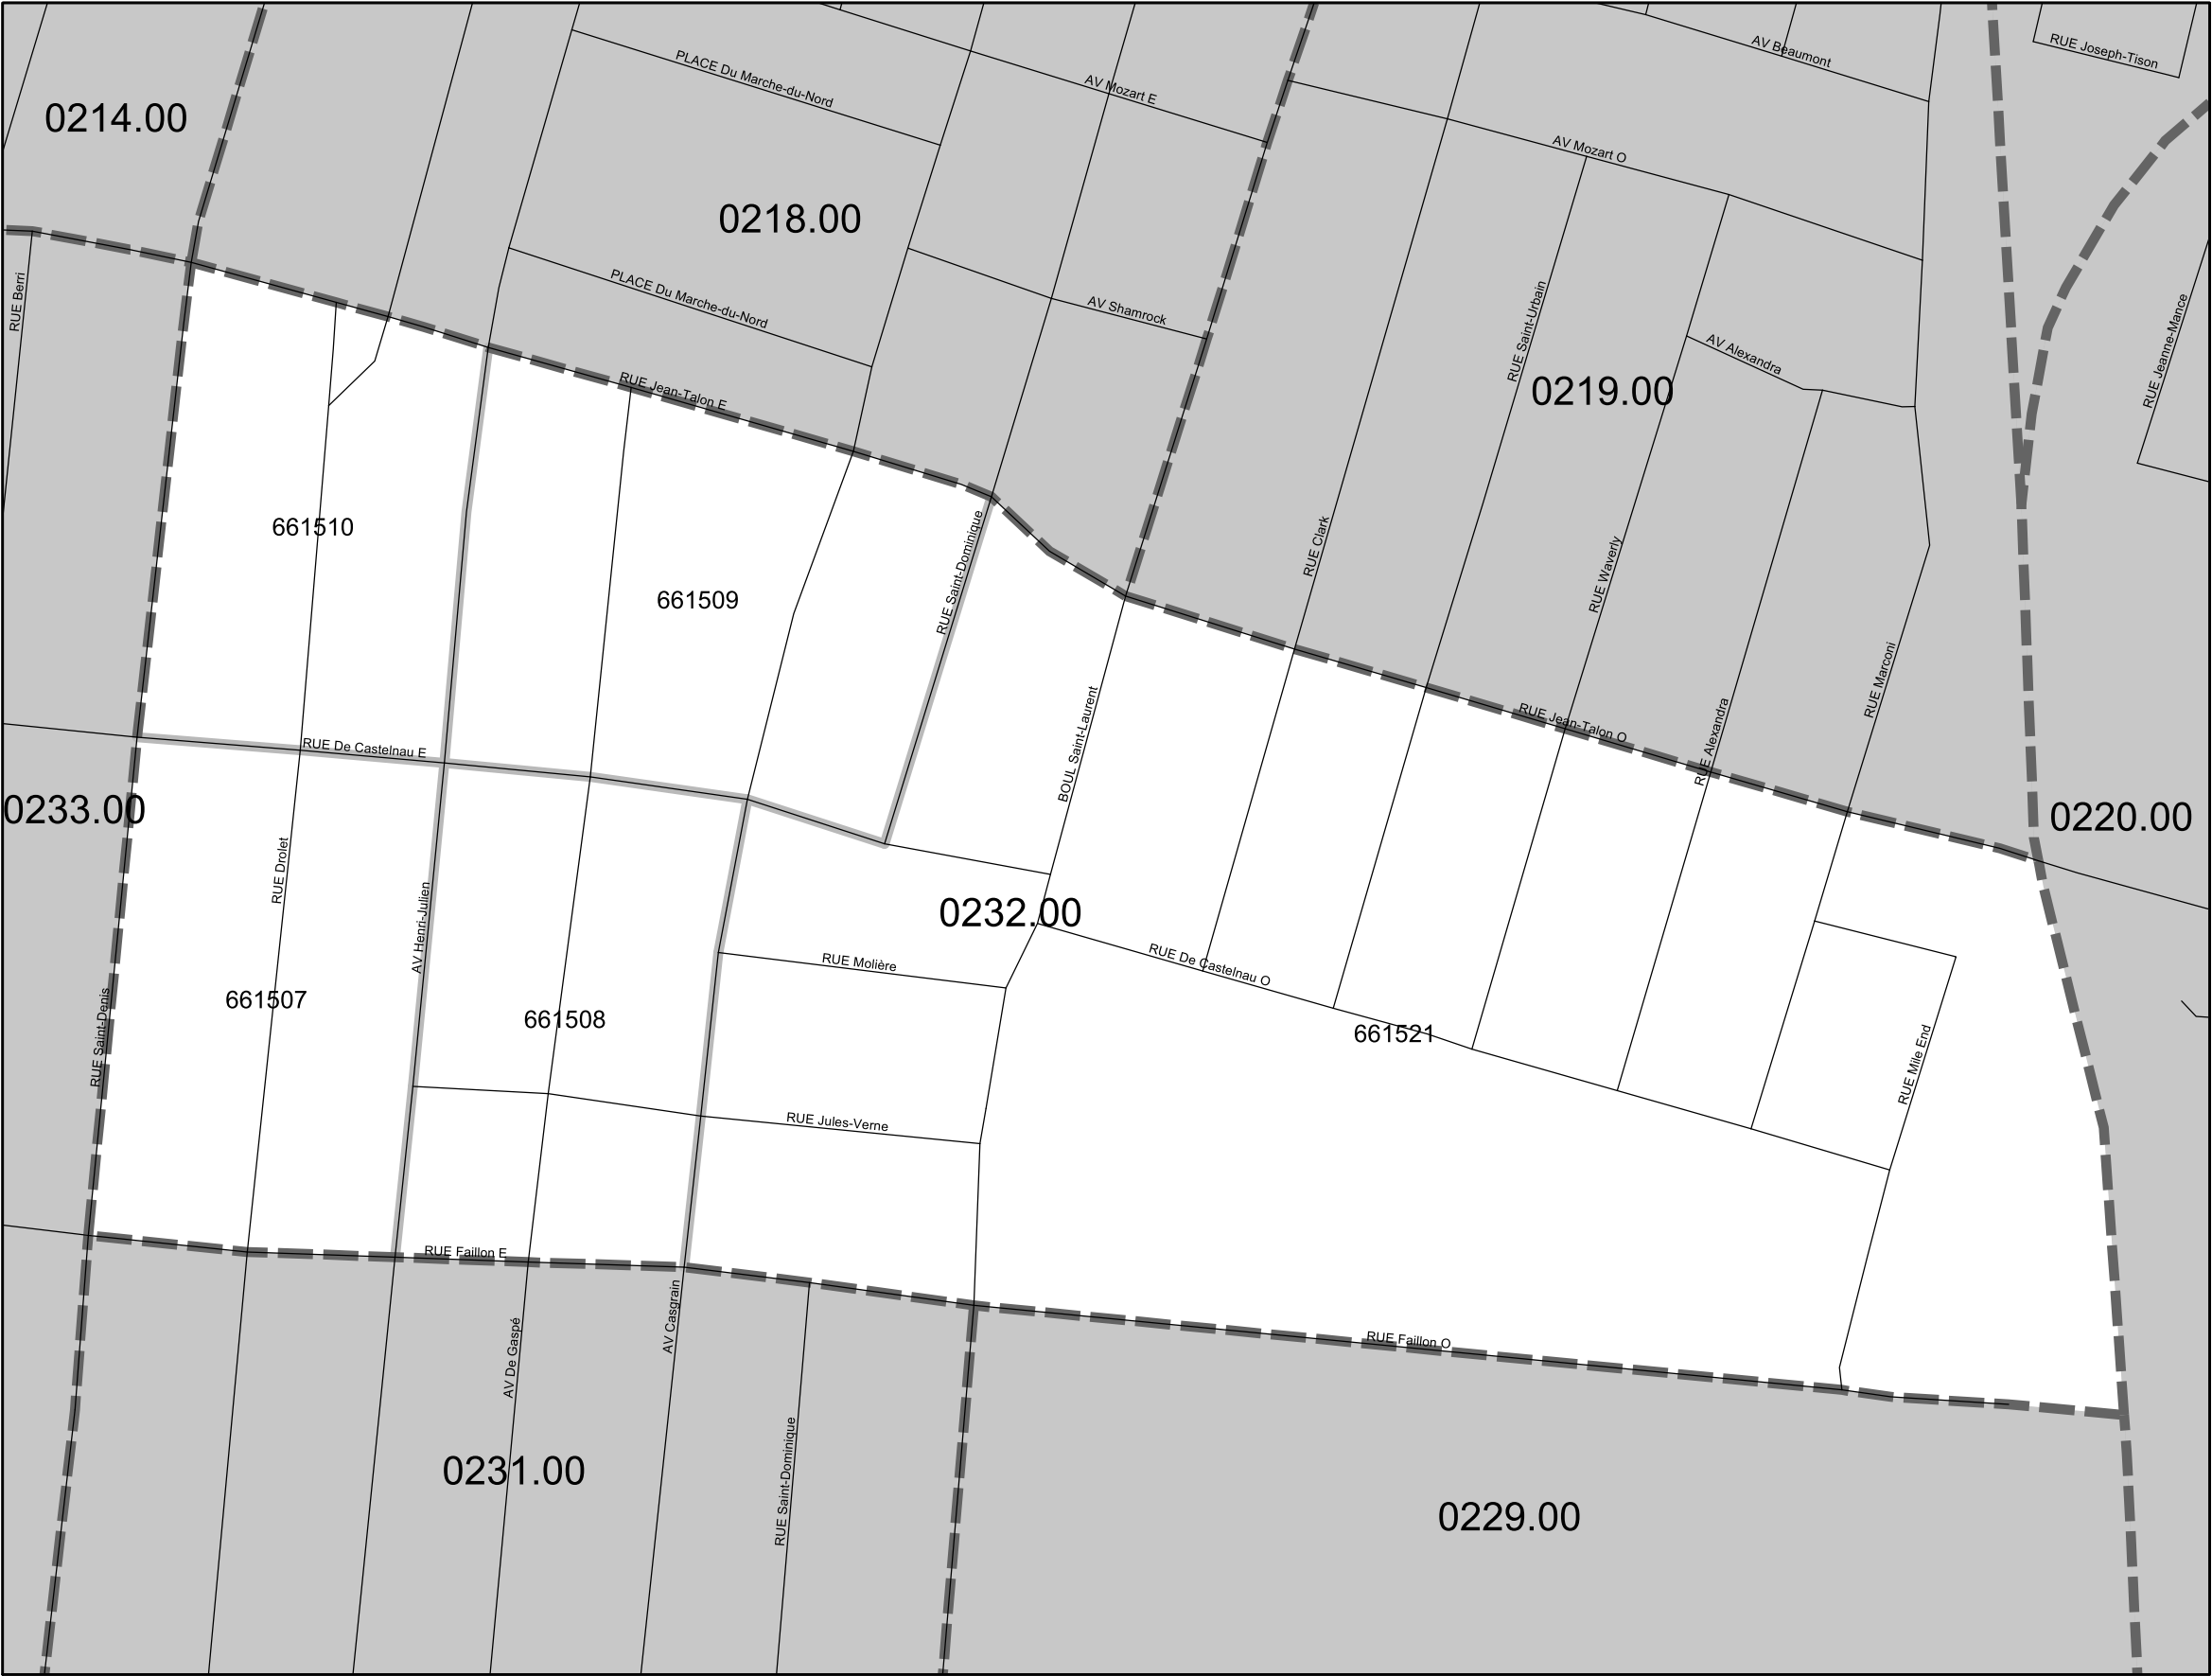 RUE Joseph-Tison
AV Beaumont
PLACE Du Marche-du-Nord
AV Mozart E
0214.00
AV Mozart O
0218.00
RUE Berri
PLACE Du Marche-du-Nord
AV Shamrock
RUE Saint-Urbain
RUE Jeanne-Mance
AV Alexandra
0219.00
RUE Jean-Talon E
661510
RUE Saint-Dominique
RUE Clark
RUE Waverly
661509
RUE Marconi
RUE Jean-Talon O
RUE Alexandra
BOUL Saint-Laurent
RUE De Castelnau E
0233.00
0220.00
RUE Drolet
AV Henri-Julien
0232.00
RUE Molière
RUE De Castelnau O
661507
661508
661521
RUE Saint-Denis
RUE Mile End
RUE Jules-Verne
RUE Faillon E
AV Casgrain
AV De Gaspé
RUE Faillon O
0231.00
RUE Saint-Dominique
0229.00